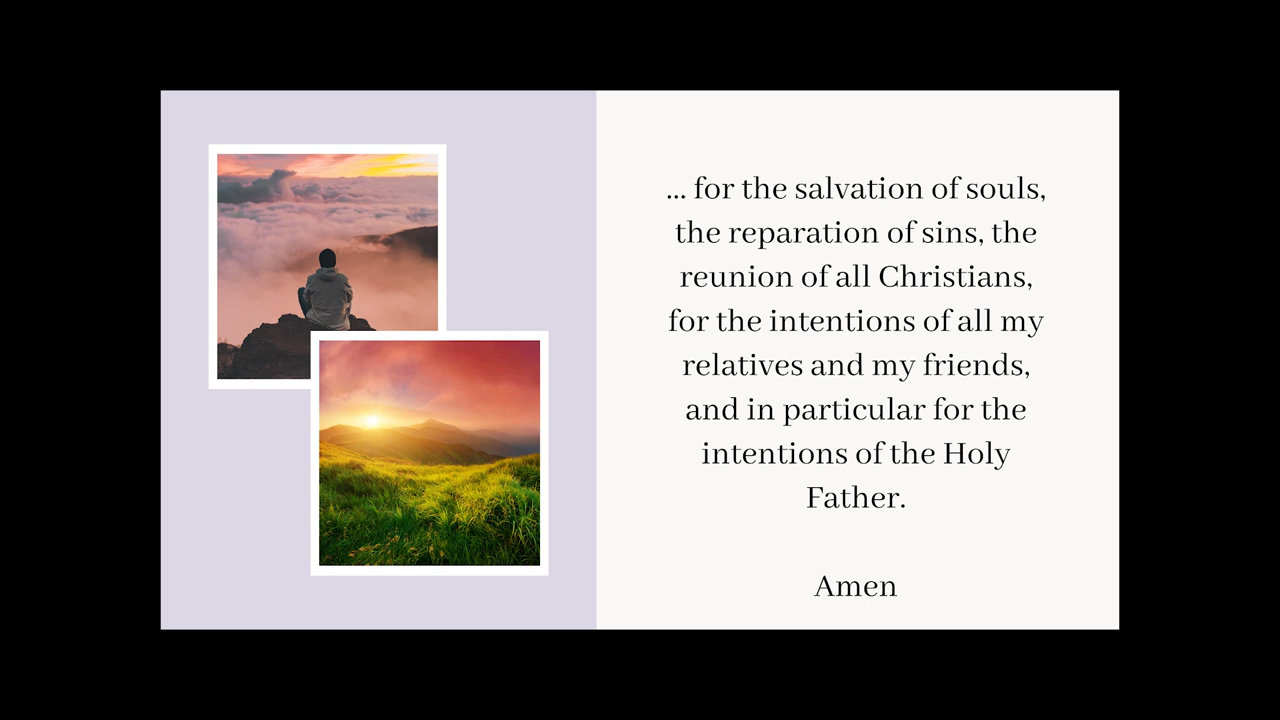 ... for the salvation of souls,
the reparation of sins, the
reunion of all Christians,
for the intentions of all my
relatives and my friends,
and in particular for the
intentions of the Holy
Father.
Amen